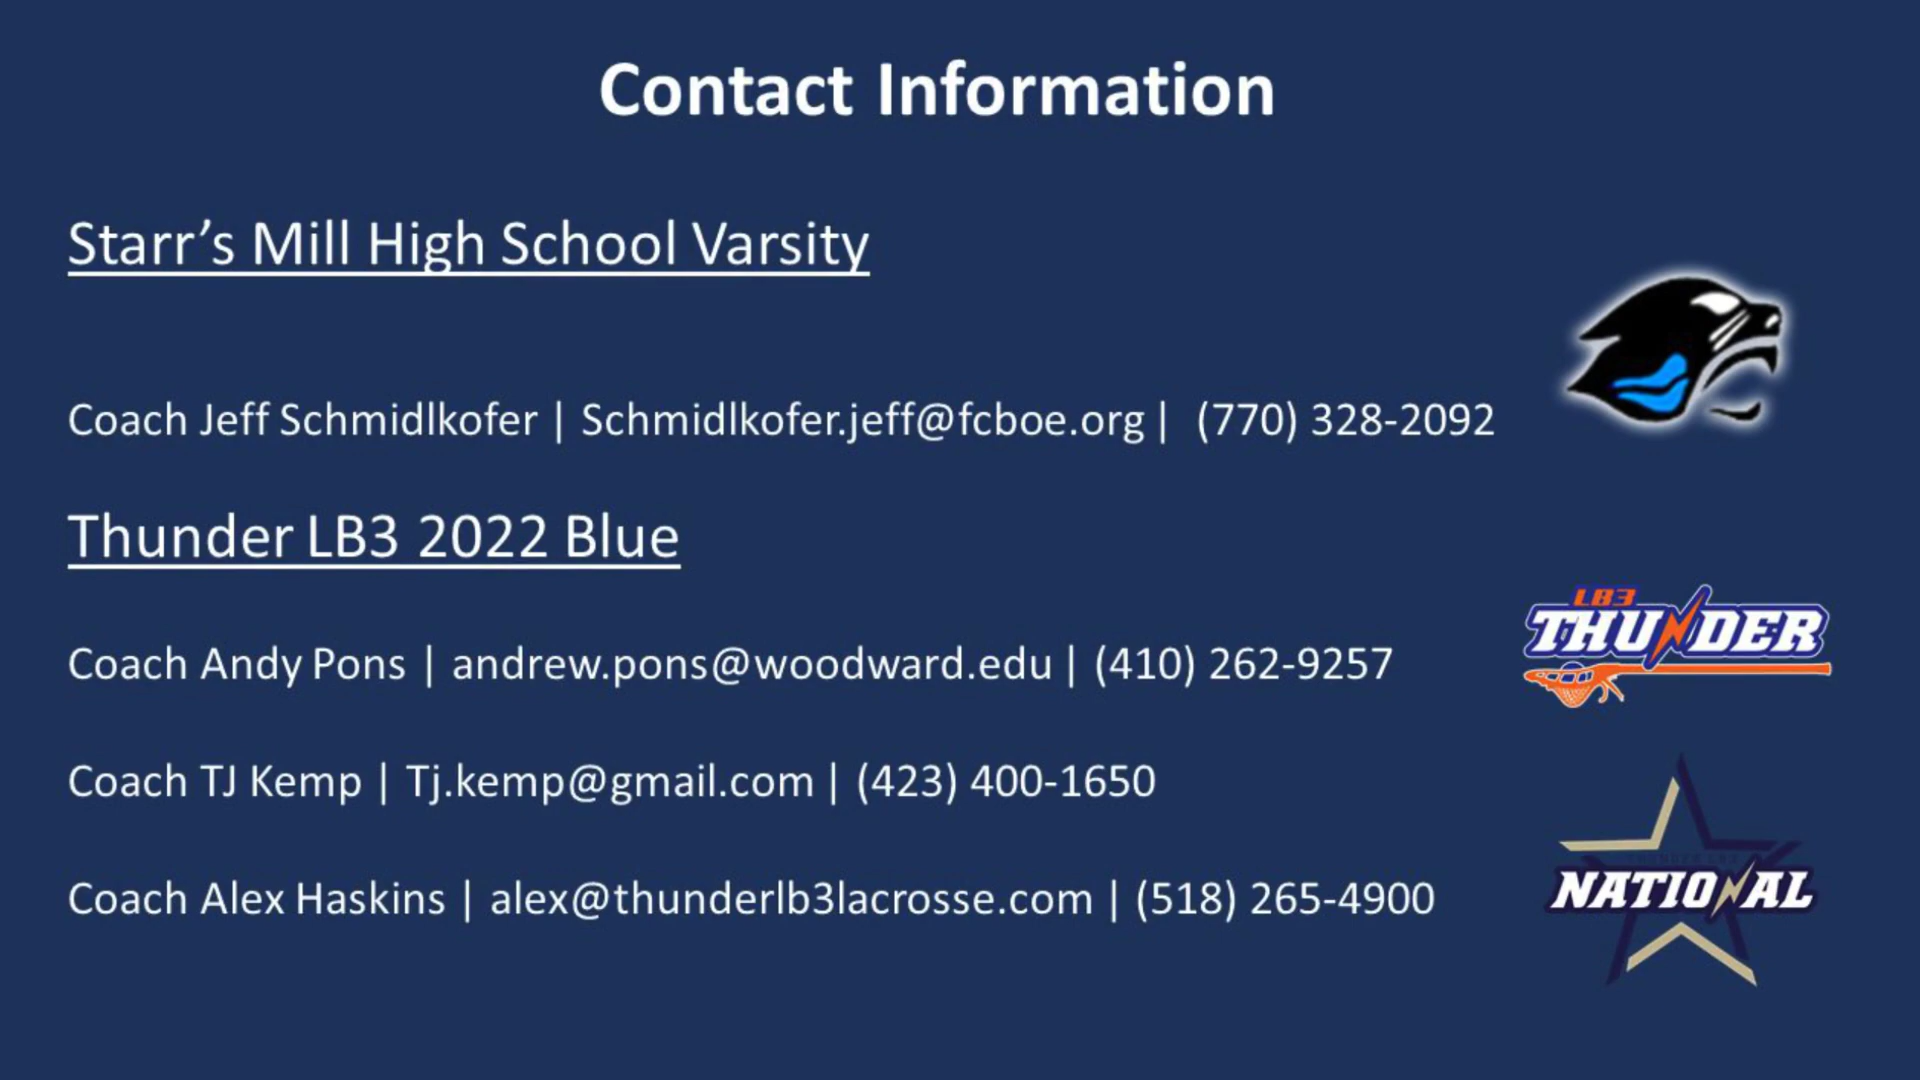 Contact Information
Starr's Mill High School Varsity
Coach Jeff Schmidlkofer | Schmidlkofer.jeff@fcboe.org | (770) 328-2092
Thunder LB3 2022 Blue
LB3
THUNDER
Coach Andy Pons | andrew.pons@woodward.edu | (410) 262-9257
Coach TJ Kemp | Tj.kemp@gmail.com | (423) 400-1650
Coach Alex Haskins | alex@thunderlb3lacrosse.com | (518) 265-4900
NATIONAL